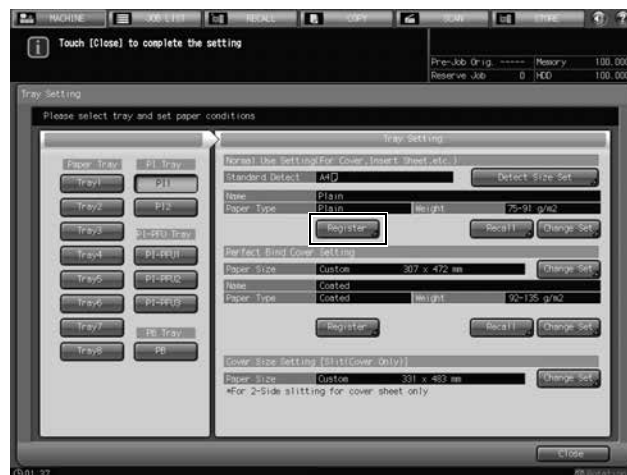 MACHINE JOB LIST RECALL COPY SCAN STORE
Touch [Close] to complete the setting
Pre-Job Orig. ----- Memory 100.000
Reserve Job 0 HDD 100.000
Tray Setting
Please select tray and set paper conditions
Tray Setting
Paper Tray PI Tray
Tray1 PI1
Tray2 PI2
Tray3 PI-PFU Tray
Tray4 PI-PFU1
Tray5 PI-PFU2
Tray6 PI-PFU3
Tray7 PB Tray
Tray8 PB
Normal Use Setting(For Cover,Insert Sheet,etc.)
Standard Detect A4 Detect Size Set
Name Plain
Paper Type Plain Weight 75-91 g/m2
Register Recall Change Set
Perfect Bind Cover Setting
Paper Size Custom 307 x 472 mm Change Set
Name Coated
Paper Type Coated Weight 92-135 g/m2
Register Recall Change Set
Cover Size Setting [Slit(Cover Only)]
Paper Size Custom 331 x 483 mm Change Set
*For 2-Side slitting for cover sheet only
Close
01:37 Rotation